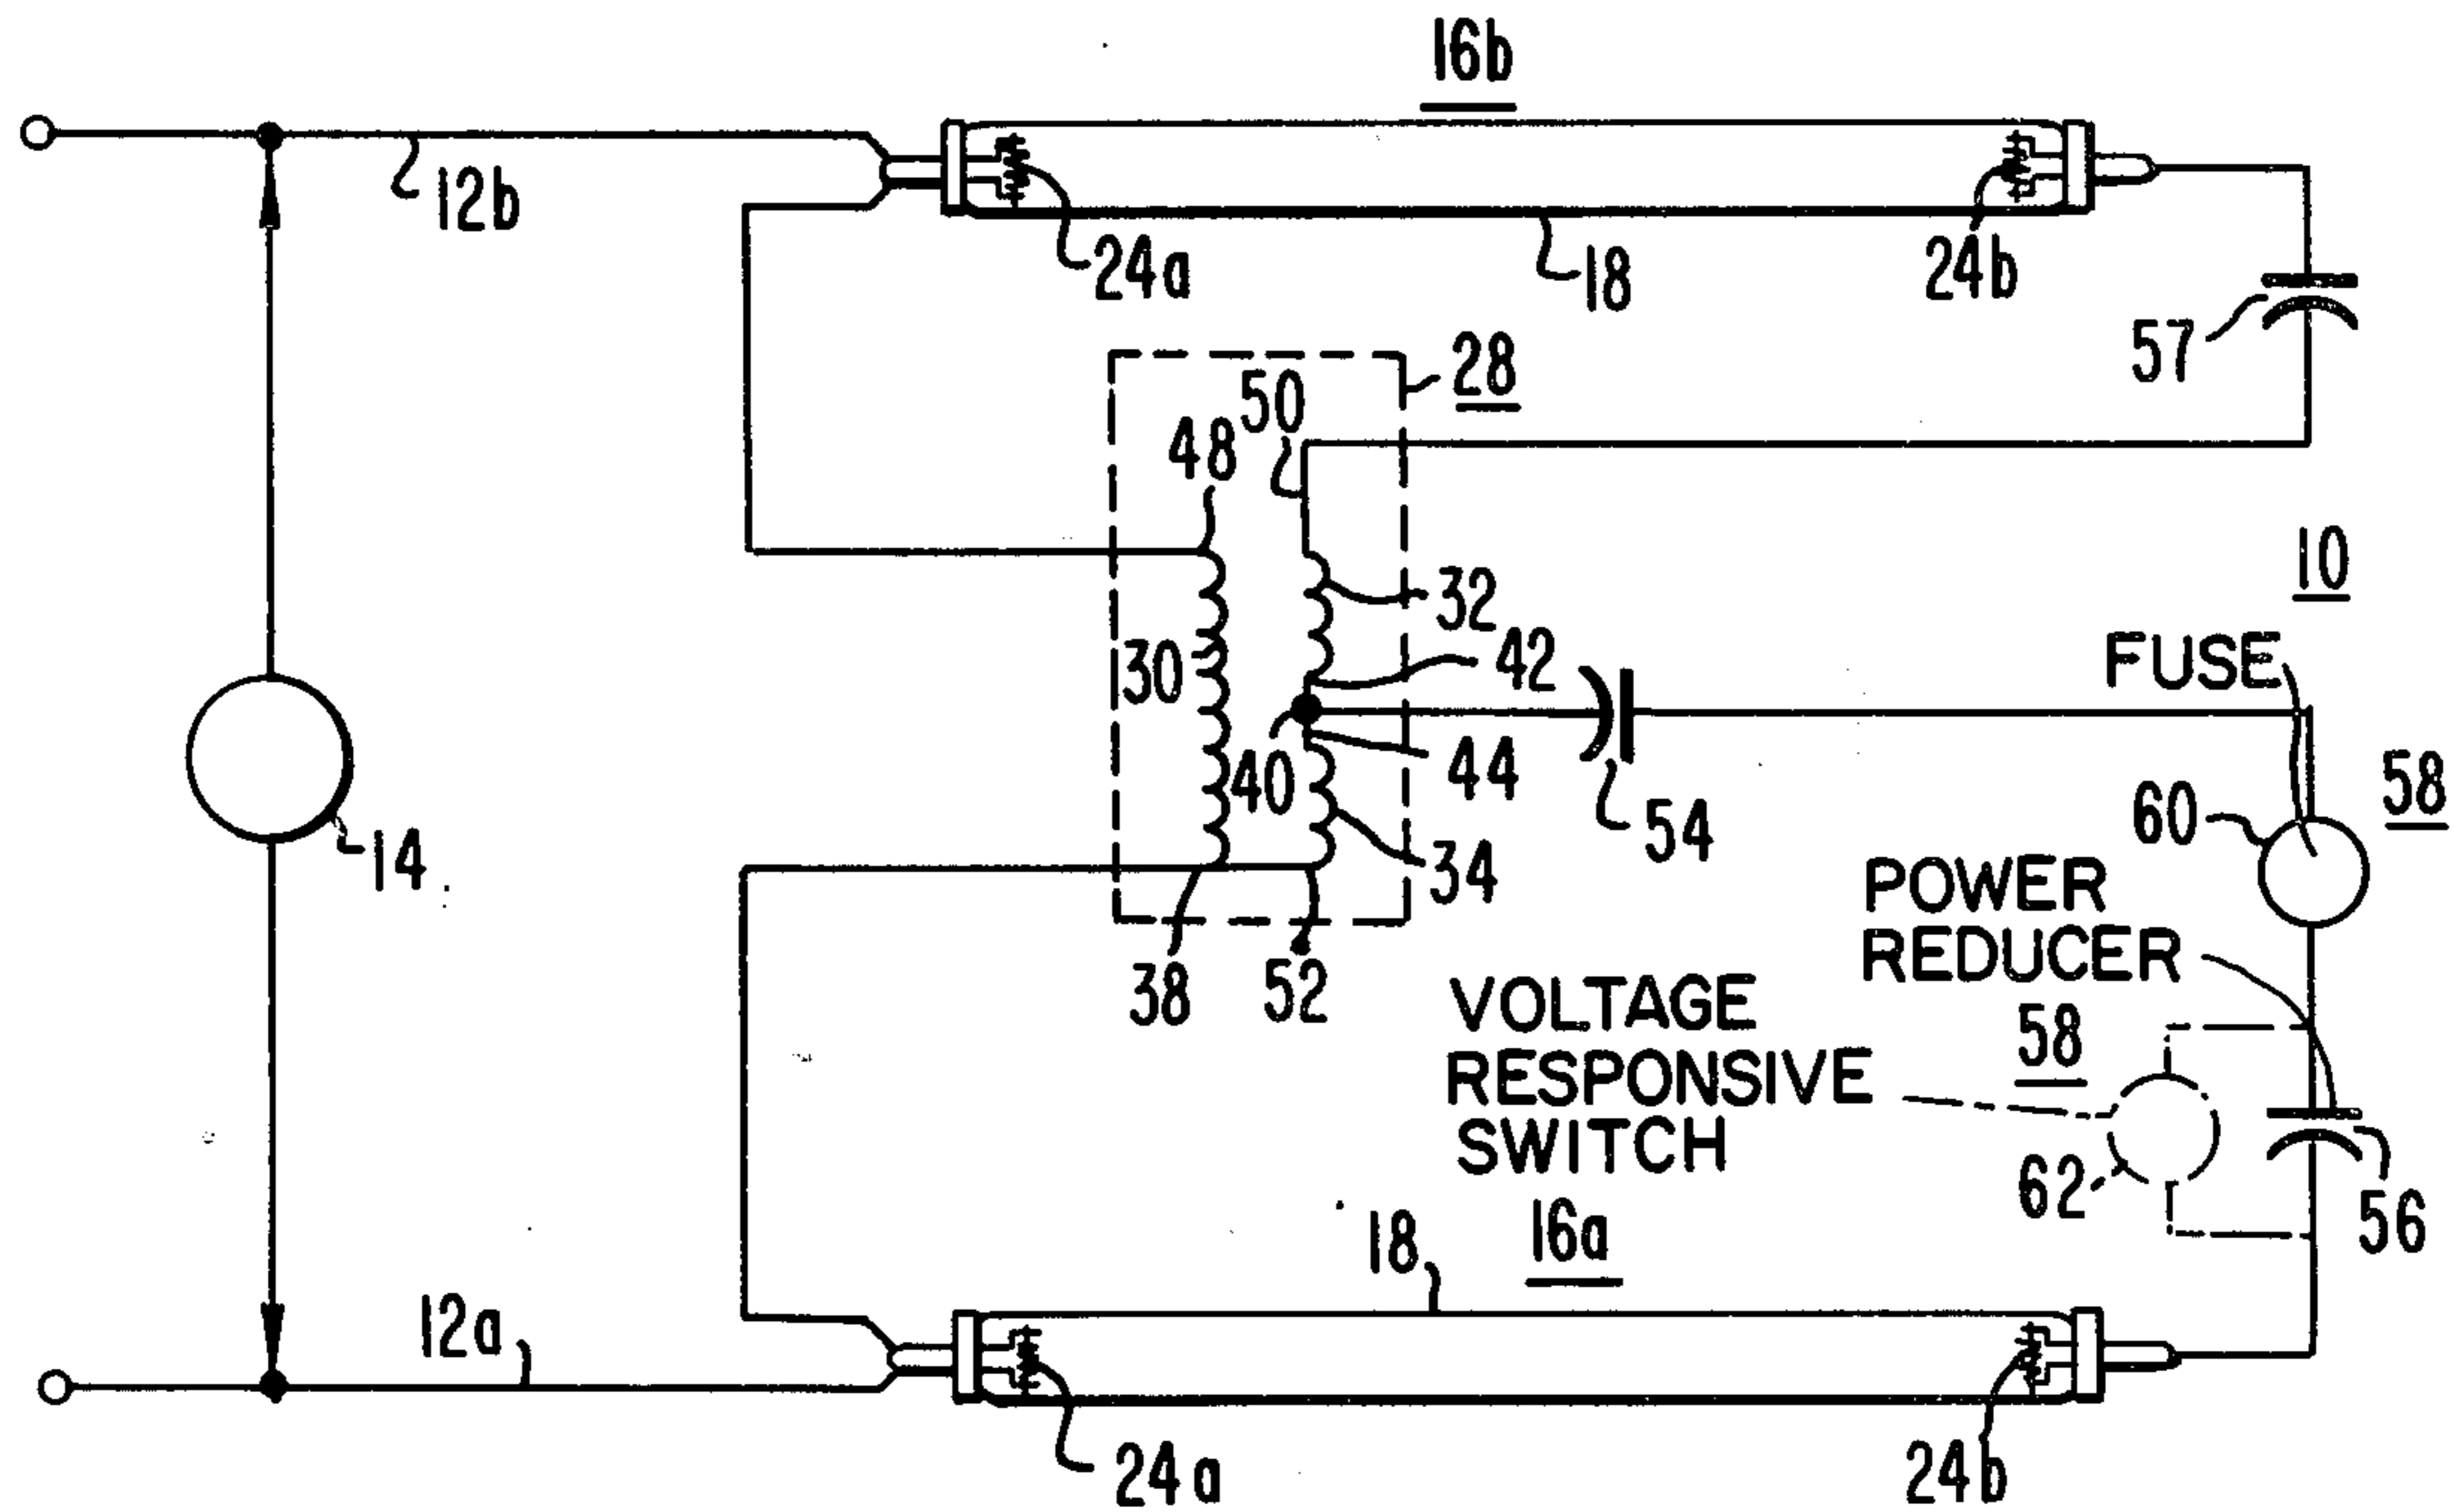 16b
12b
24a
18
24b
57
28
50
48
32
30
42
10
FUSE
40
44
54
58
60
14
34
POWER
REDUCER
38
52
VOLTAGE
RESPONSIVE
SWITCH
58
62
56
18
16a
12a
24a
24b